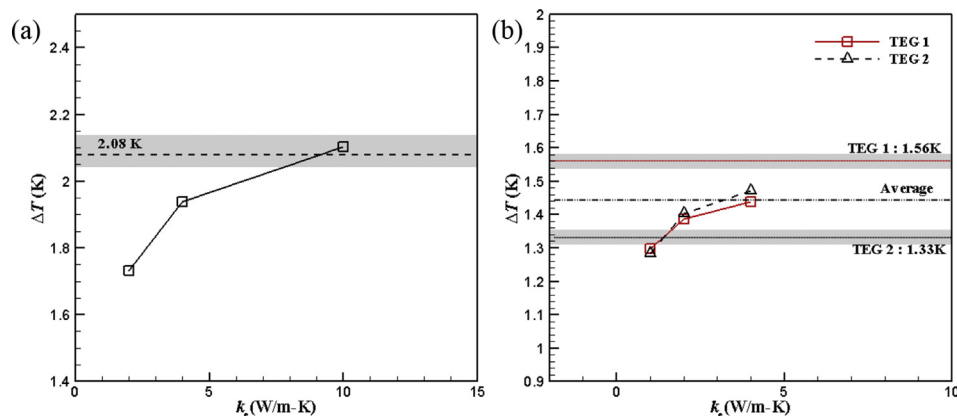 (a)
2.4
2.2
2
1.8
1.6
1.4
ΔT (K)
2.08 K
0
5
10
15
kₑ(W/m-K)
(b)
2
1.9
1.8
1.7
1.6
1.5
1.4
1.3
1.2
1.1
1
0.9
ΔT (K)
TEG 1
TEG 2
TEG 1 : 1.56K
Average
TEG 2 : 1.33K
0
5
10
kₑ(W/m-K)